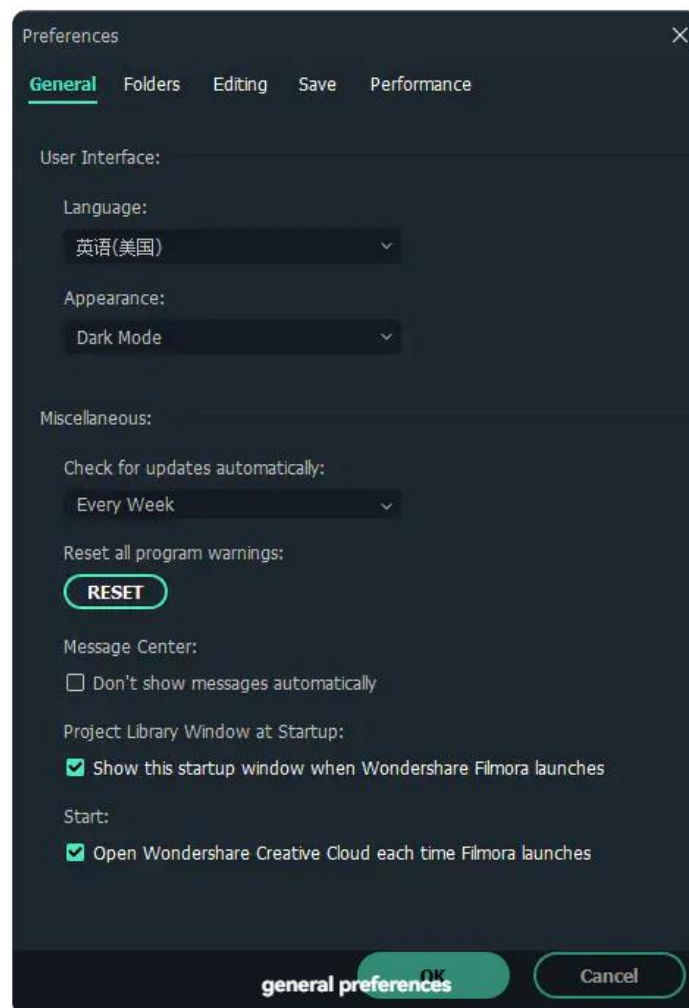 Preferences
General Folders Editing Save Performance
User Interface:
Language:
英语(美国)
Appearance:
Dark Mode
Miscellaneous:
Check for updates automatically:
Every Week
Reset all program warnings:
RESET
Message Center:
Don't show messages automatically
Project Library Window at Startup:
Show this startup window when Wondershare Filmora launches
Start:
Open Wondershare Creative Cloud each time Filmora launches
OK Cancel
general preferences